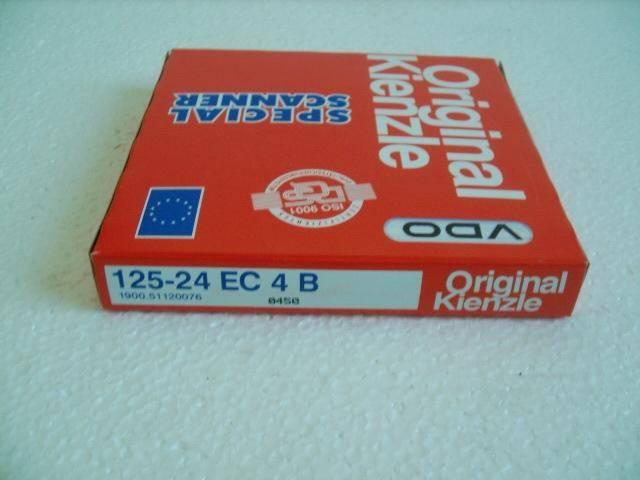 Original
Kienzle
SPECIAL
SCANNER
ISO 9001
VDO
125-24 EC 4 B
1900.51120076
0450
Original
Kienzle